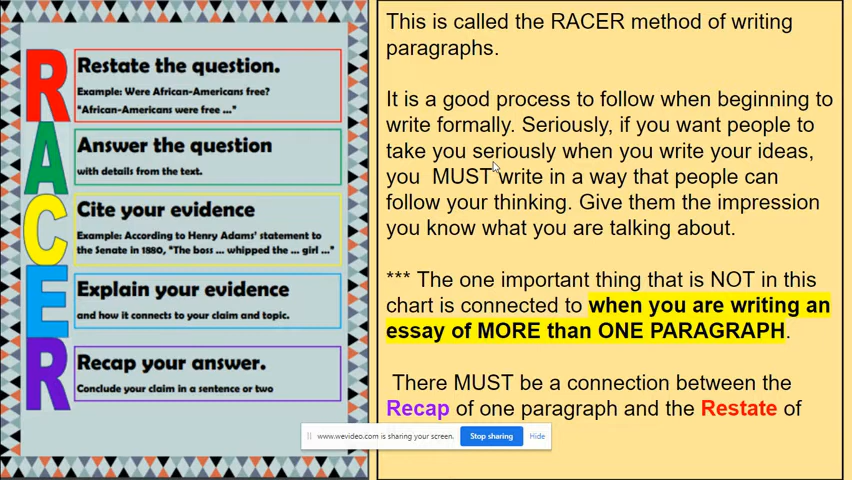 R
Restate the question.
Example: Were African-Americans free?
"African-Americans were free ..."
A
Answer the question
with details from the text.
C
Cite your evidence
Example: According to Henry Adams' statement to
the Senate in 1880, "The boss ... whipped the ... girl ..."
E
Explain your evidence
and how it connects to your claim and topic.
R
Recap your answer.
Conclude your claim in a sentence or two
This is called the RACER method of writing
paragraphs.
It is a good process to follow when beginning to
write formally. Seriously, if you want people to
take you seriously when you write your ideas,
you MUST write in a way that people can
follow your thinking. Give them the impression
you know what you are talking about.
*** The one important thing that is NOT in this
chart is connected to when you are writing an
essay of MORE than ONE PARAGRAPH.
There MUST be a connection between the
Recap of one paragraph and the Restate of
www.wevideo.com is sharing your screen.
Stop sharing
Hide